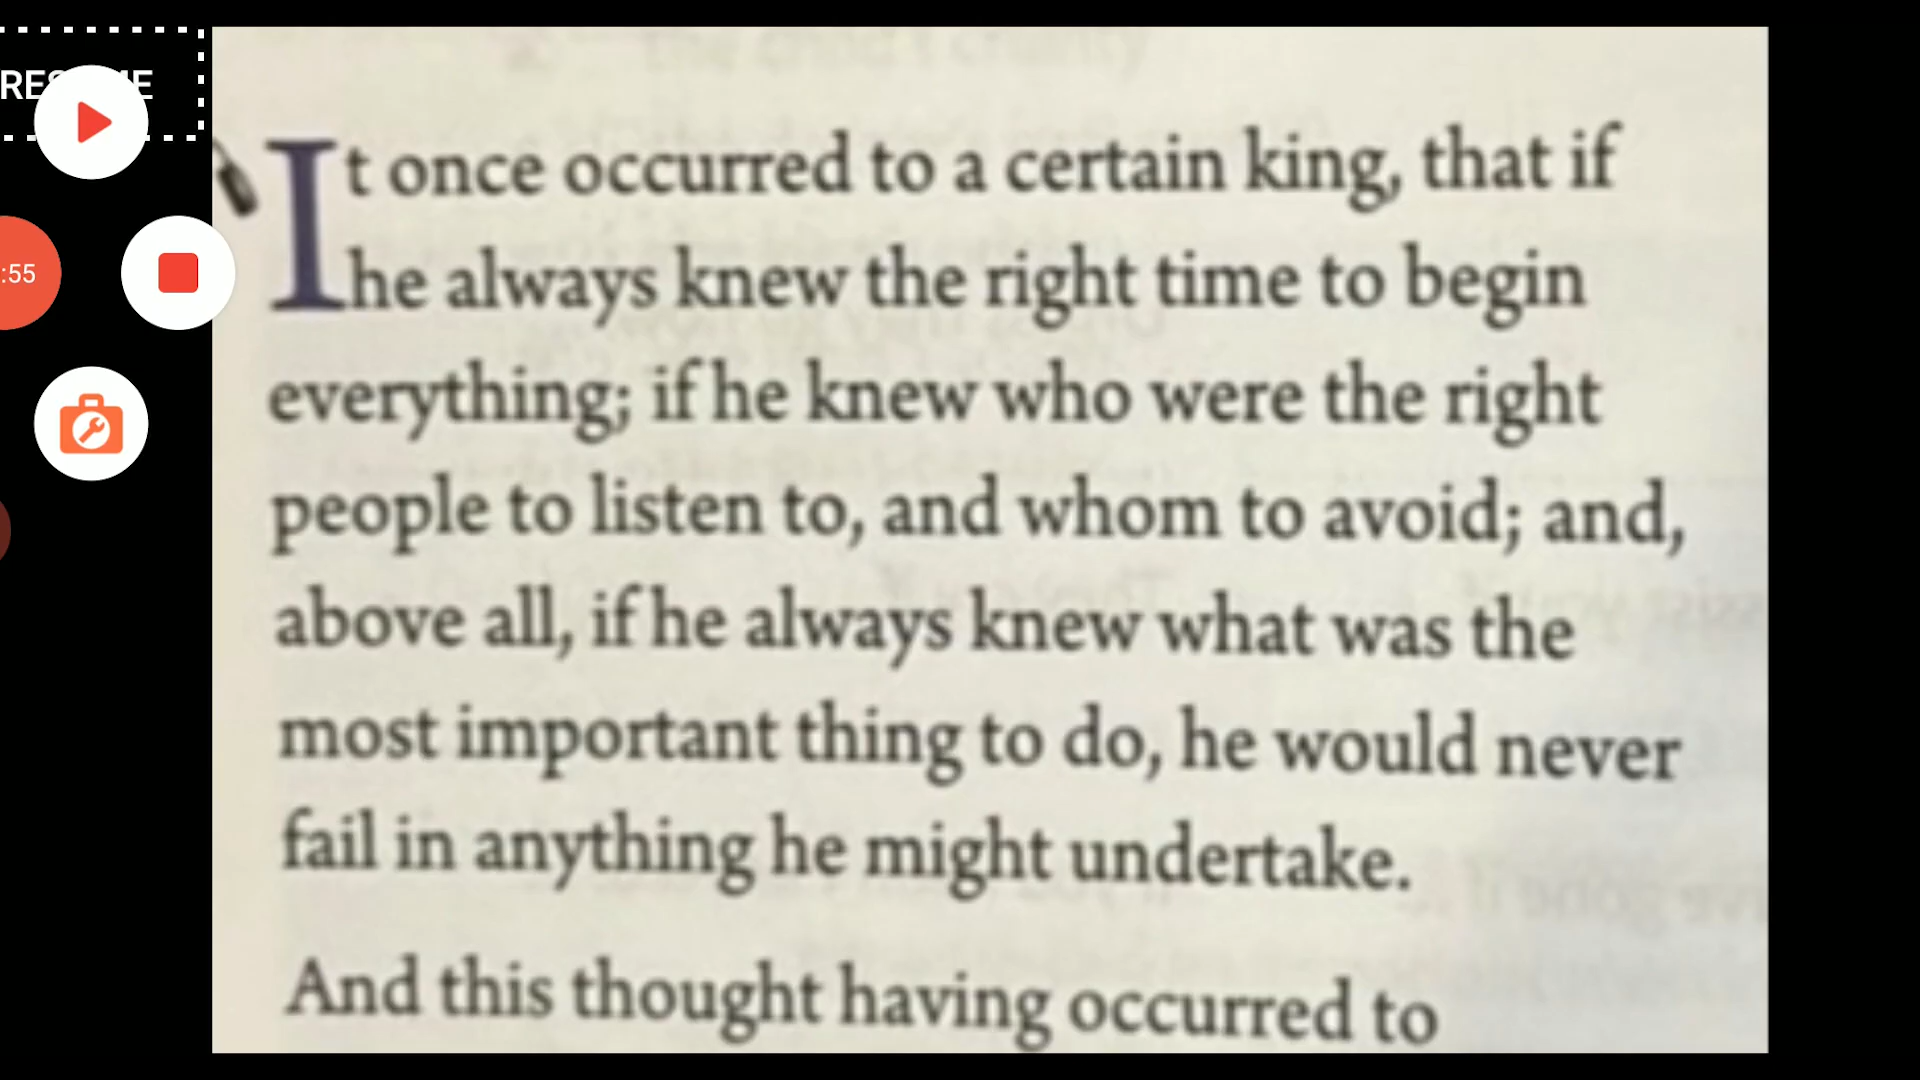 It once occurred to a certain king, that if
he always knew the right time to begin
everything; if he knew who were the right
people to listen to, and whom to avoid; and,
above all, if he always knew what was the
most important thing to do, he would never
fail in anything he might undertake.
And this thought having occurred to
:55